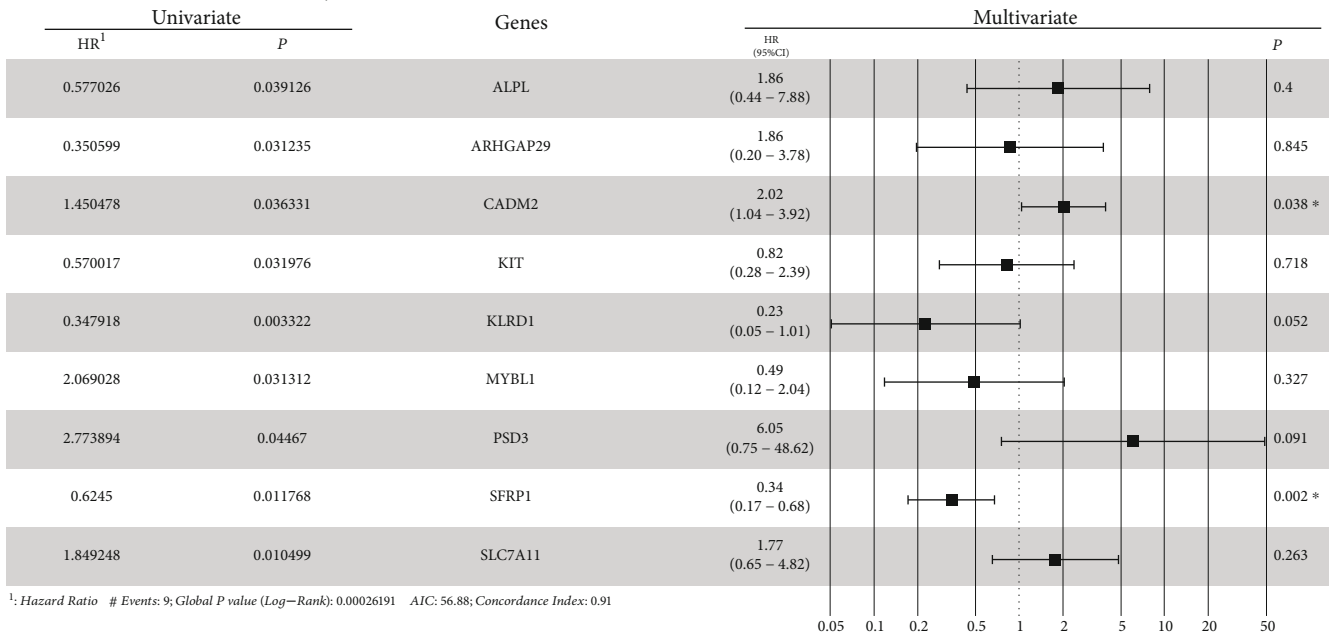 Univariate Genes Multivariate
HR¹ P HR (95%CI) P
0.577026 0.039126 ALPL 1.86 (0.44 – 7.88) 0.4
0.350599 0.031235 ARHGAP29 1.86 (0.20 – 3.78) 0.845
1.450478 0.036331 CADM2 2.02 (1.04 – 3.92) 0.038 *
0.570017 0.031976 KIT 0.82 (0.28 – 2.39) 0.718
0.347918 0.003322 KLRD1 0.23 (0.05 – 1.01) 0.052
2.069028 0.031312 MYBL1 0.49 (0.12 – 2.04) 0.327
2.773894 0.04467 PSD3 6.05 (0.75 – 48.62) 0.091
0.6245 0.011768 SFRP1 0.34 (0.17 – 0.68) 0.002 *
1.849248 0.010499 SLC7A11 1.77 (0.65 – 4.82) 0.263
¹: Hazard Ratio # Events: 9; Global P value (Log−Rank): 0.00026191 AIC: 56.88; Concordance Index: 0.91
0.05 0.1 0.2 0.5 1 2 5 10 20 50